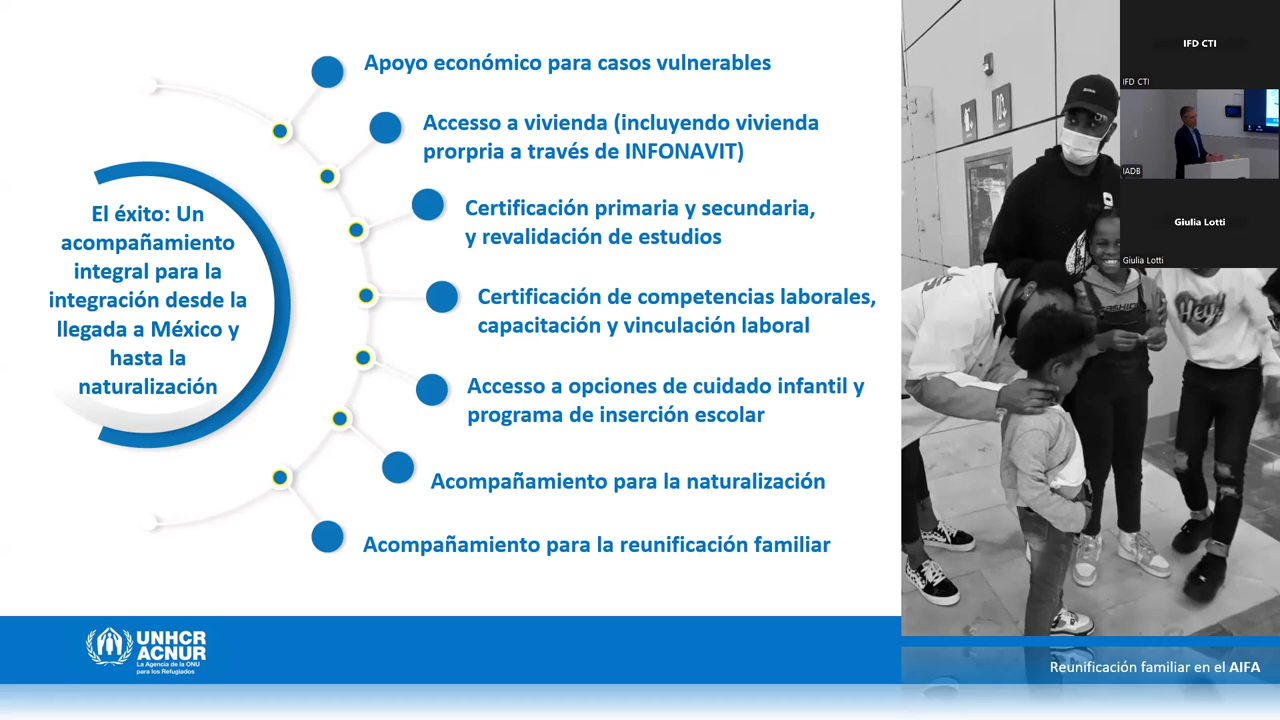 Apoyo económico para casos vulnerables
Accesso a vivienda (incluyendo vivienda
prorpria a través de INFONAVIT)
Certificación primaria y secundaria,
y revalidación de estudios
El éxito: Un
acompañamiento
integral para la
integración desde la
llegada a México y
hasta la
naturalización
Certificación de competencias laborales,
capacitación y vinculación laboral
Accesso a opciones de cuidado infantil y
programa de inserción escolar
Acompañamiento para la naturalización
Acompañamiento para la reunificación familiar
UNHCR
ACNUR
La Agencia de la ONU
para los Refugiados
Reunificación familiar en el AIFA
IFD CTI
IFD CTI
IADB
Giulia Lotti
Giulia Lotti
Hey!
FASHION